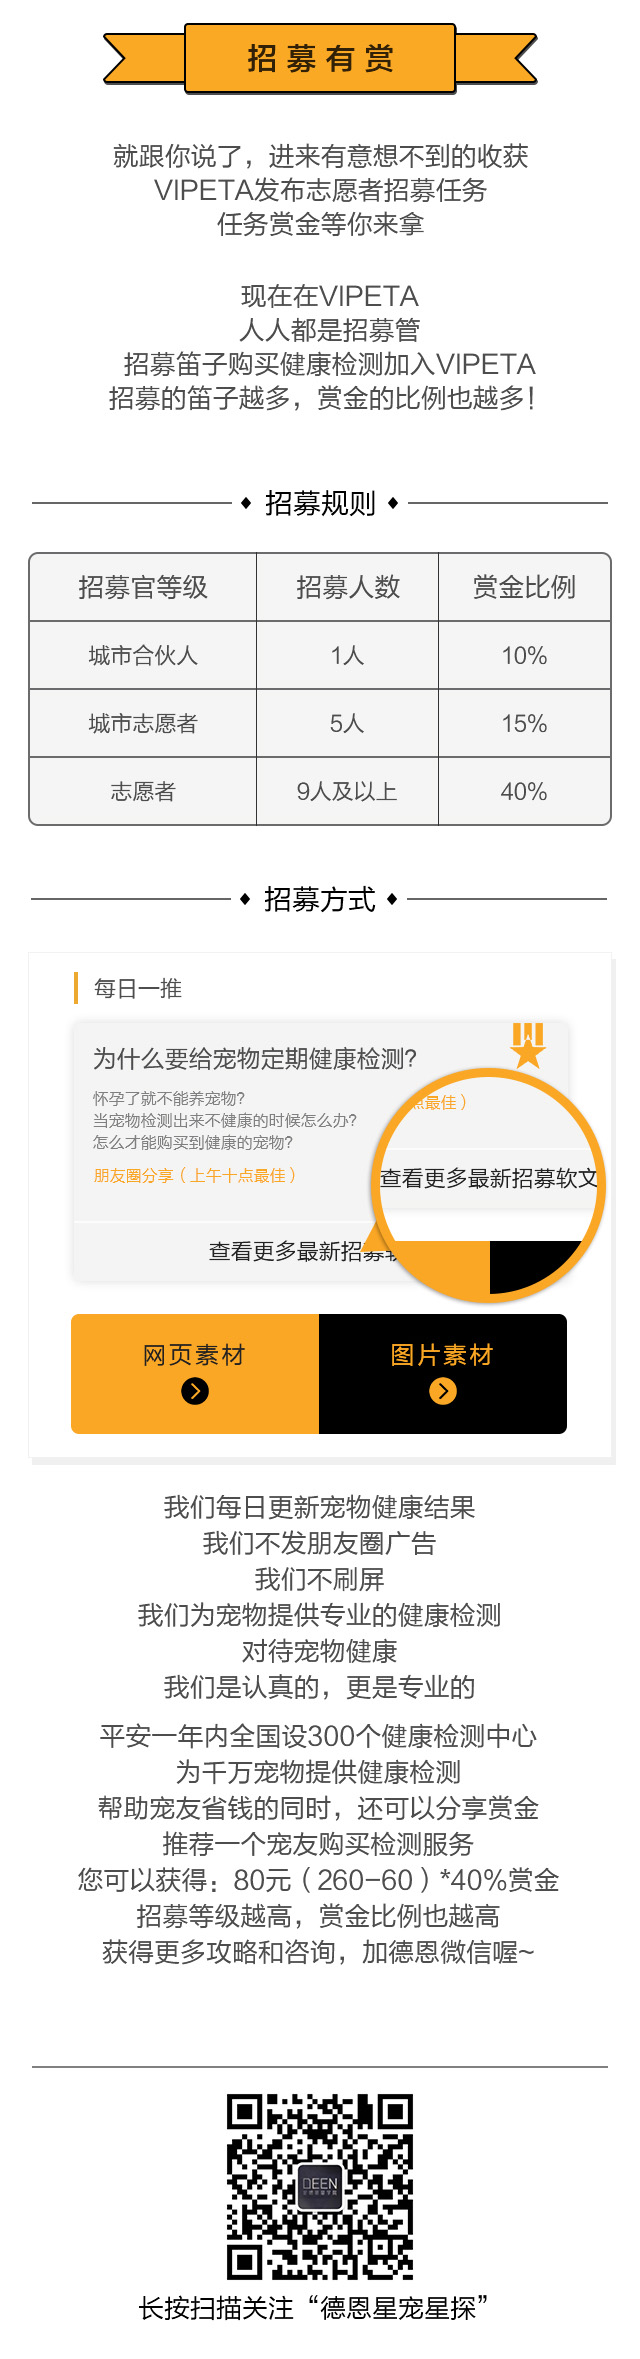 招募有赏
就跟你说了，进来有意想不到的收获
VIPETA发布志愿者招募任务
任务赏金等你来拿
现在在VIPETA
人人都是招募管
招募笛子购买健康检测加入VIPETA
招募的笛子越多，赏金的比例也越多！
招募规则
招募官等级 招募人数 赏金比例
城市合伙人 1人 10%
城市志愿者 5人 15%
志愿者 9人及以上 40%
招募方式
每日一推
为什么要给宠物定期健康检测?
怀孕了就不能养宠物?
当宠物检测出来不健康的时候怎么办?
怎么才能购买到健康的宠物?
朋友圈分享（上午十点最佳）
点最佳）
查看更多最新招募软文
查看更多最新招募软
网页素材 图片素材
我们每日更新宠物健康结果
我们不发朋友圈广告
我们不刷屏
我们为宠物提供专业的健康检测
对待宠物健康
我们是认真的，更是专业的
平安一年内全国设300个健康检测中心
为千万宠物提供健康检测
帮助宠友省钱的同时，还可以分享赏金
推荐一个宠友购买检测服务
您可以获得：80元（260-60）*40%赏金
招募等级越高，赏金比例也越高
获得更多攻略和咨询，加德恩微信喔~
DEEN
长按扫描关注“德恩星宠星探”